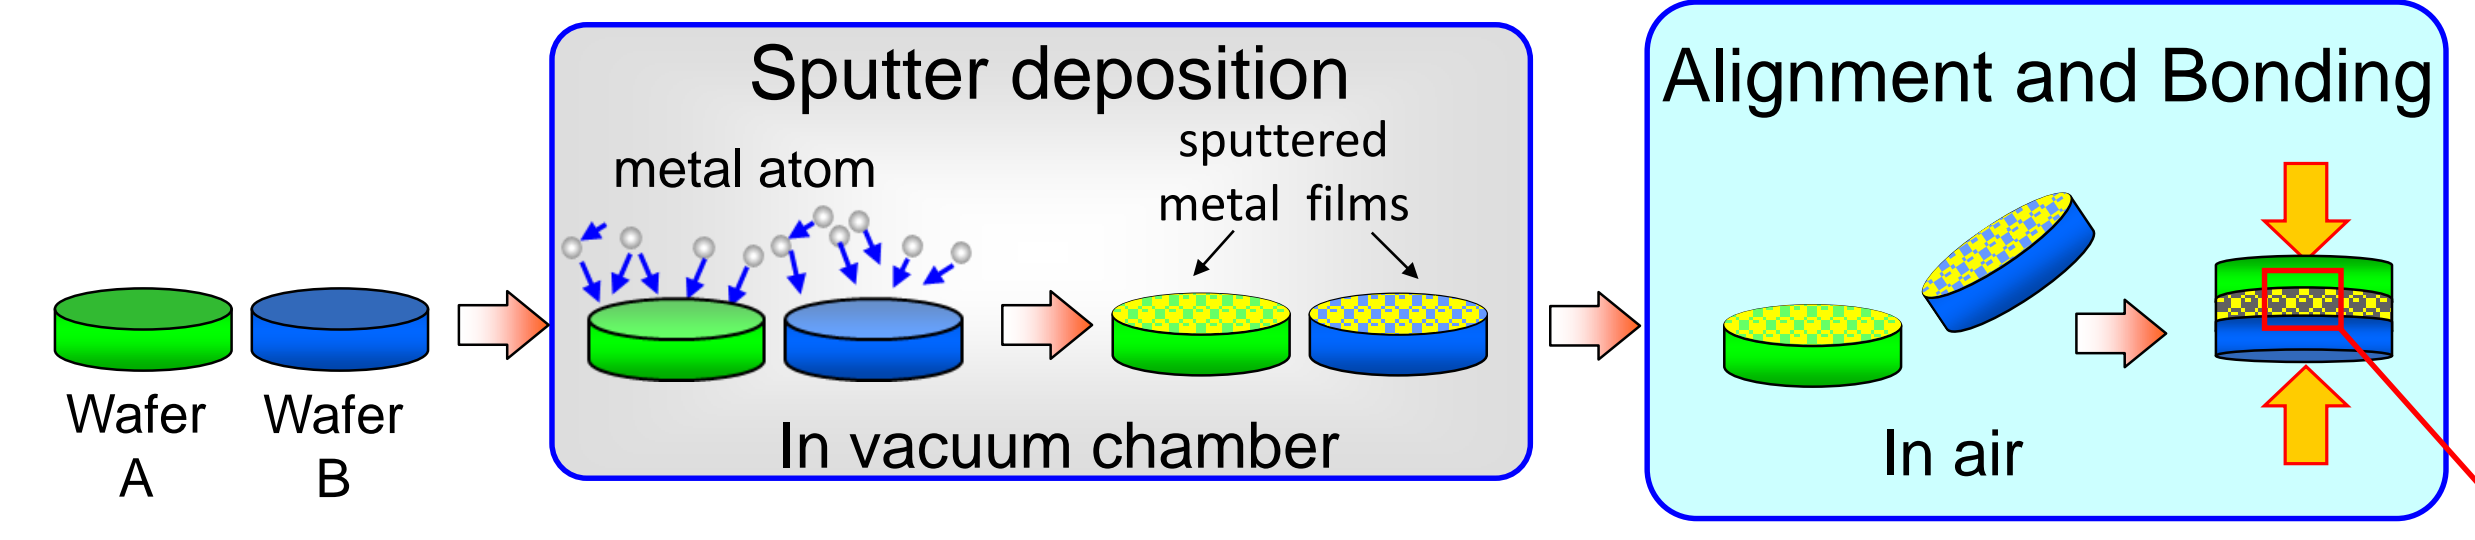 Wafer
A
Wafer
B
Sputter deposition
metal atom
sputtered
metal films
In vacuum chamber
Alignment and Bonding
In air